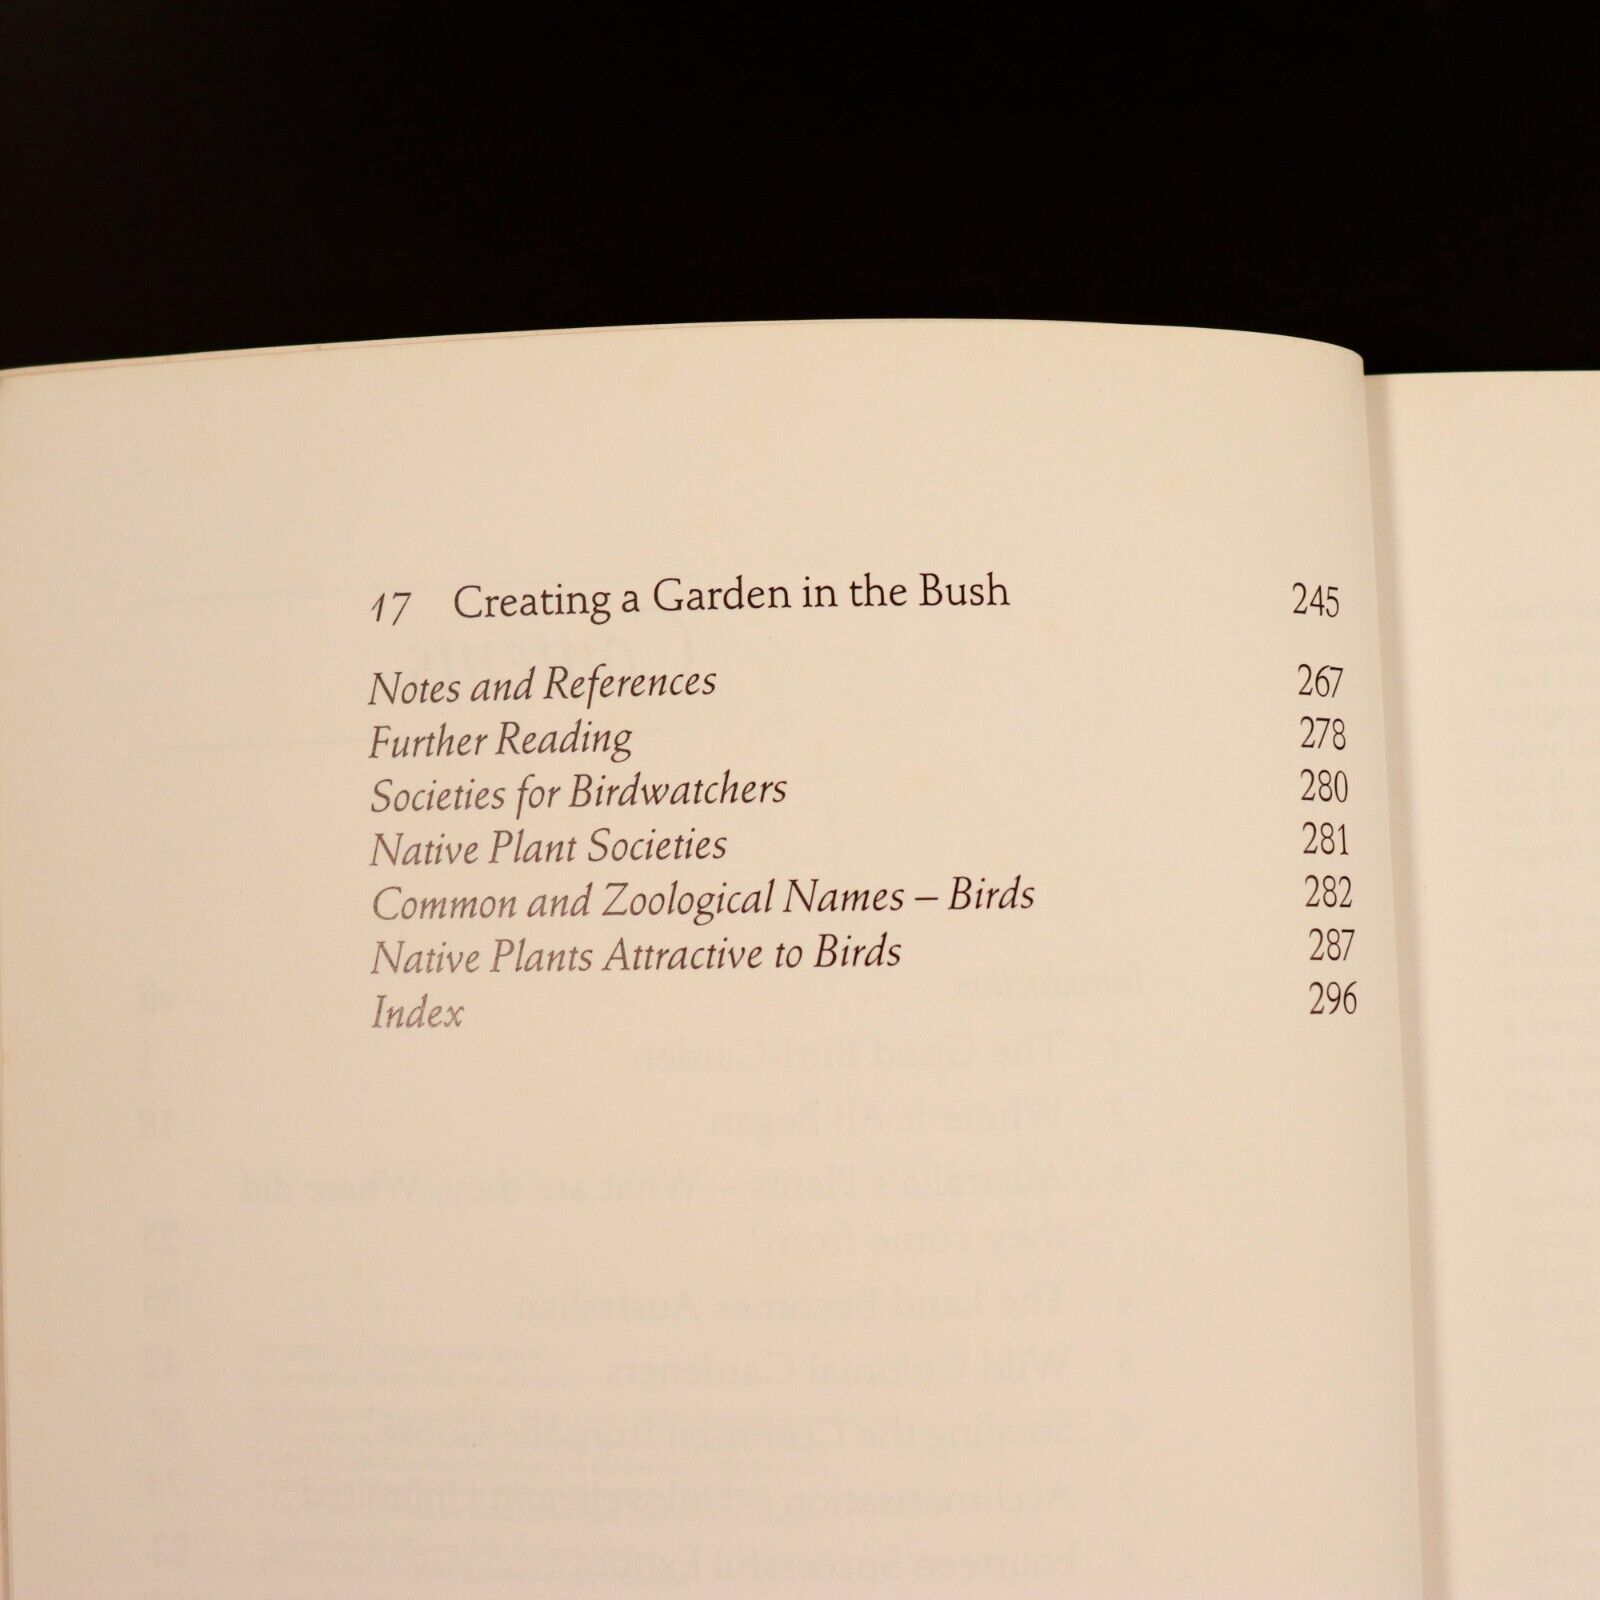 17 Creating a Garden in the Bush 245
Notes and References 267
Further Reading 278
Societies for Birdwatchers 280
Native Plant Societies 281
Common and Zoological Names – Birds 282
Native Plants Attractive to Birds 287
Index 296